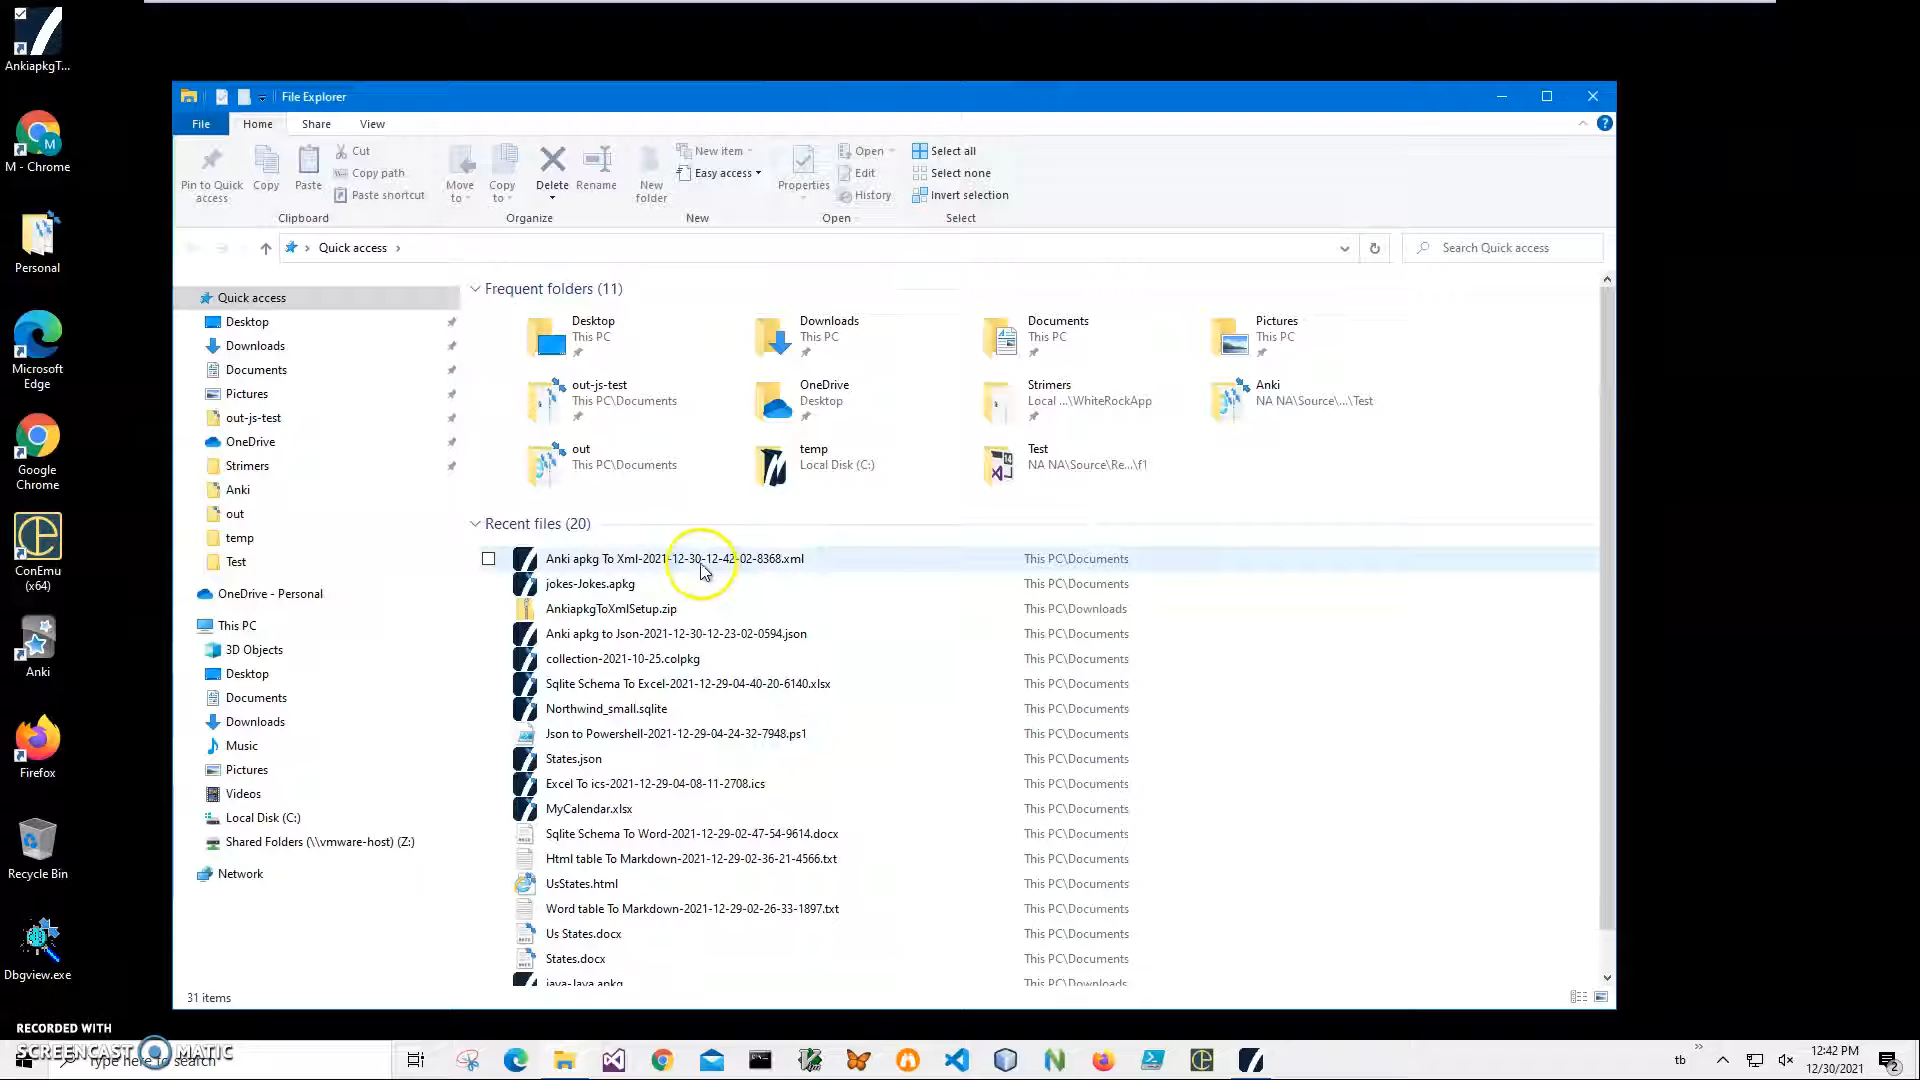 AnkiapkgT...
M - Chrome
Personal
Microsoft
Edge
Google
Chrome
ConEmu
(x64)
Anki
Firefox
Recycle Bin
Dbgview.exe
File Explorer
File
Home
Share
View
Pin to Quick
access
Copy
Paste
Cut
Copy path
Paste shortcut
Clipboard
Move
to
Copy
to
Delete
Rename
Organize
New
folder
New item
Easy access
New
Properties
Open
Edit
History
Open
Select all
Select none
Invert selection
Select
Quick access
Search Quick access
Quick access
Desktop
Downloads
Documents
Pictures
out-js-test
OneDrive
Strimers
Anki
out
temp
Test
OneDrive - Personal
This PC
3D Objects
Desktop
Documents
Downloads
Music
Pictures
Videos
Local Disk (C:)
Shared Folders (\\vmware-host) (Z:)
Network
Frequent folders (11)
Desktop
This PC
Downloads
This PC
Documents
This PC
Pictures
This PC
out-js-test
This PC\Documents
OneDrive
Desktop
Strimers
Local ...\WhiteRockApp
Anki
NA NA\Source\...\Test
out
This PC\Documents
temp
Local Disk (C:)
Test
NA NA\Source\Re...\f1
Recent files (20)
Anki apkg To Xml-2021-12-30-12-42-02-8368.xml This PC\Documents
jokes-Jokes.apkg This PC\Documents
AnkiapkgToXmlSetup.zip This PC\Downloads
Anki apkg to Json-2021-12-30-12-23-02-0594.json This PC\Documents
collection-2021-10-25.colpkg This PC\Documents
Sqlite Schema To Excel-2021-12-29-04-40-20-6140.xlsx This PC\Documents
Northwind_small.sqlite This PC\Documents
Json to Powershell-2021-12-29-04-24-32-7948.ps1 This PC\Documents
States.json This PC\Documents
Excel To ics-2021-12-29-04-08-11-2708.ics This PC\Documents
MyCalendar.xlsx This PC\Documents
Sqlite Schema To Word-2021-12-29-02-47-54-9614.docx This PC\Documents
Html table To Markdown-2021-12-29-02-36-21-4566.txt This PC\Documents
UsStates.html This PC\Documents
Word table To Markdown-2021-12-29-02-26-33-1897.txt This PC\Documents
Us States.docx This PC\Documents
States.docx This PC\Documents
java-Java.apkg This PC\Downloads
31 items
RECORDED WITH
SCREENCAST MATIC
Type here to search
tb
12:42 PM
12/30/2021
2